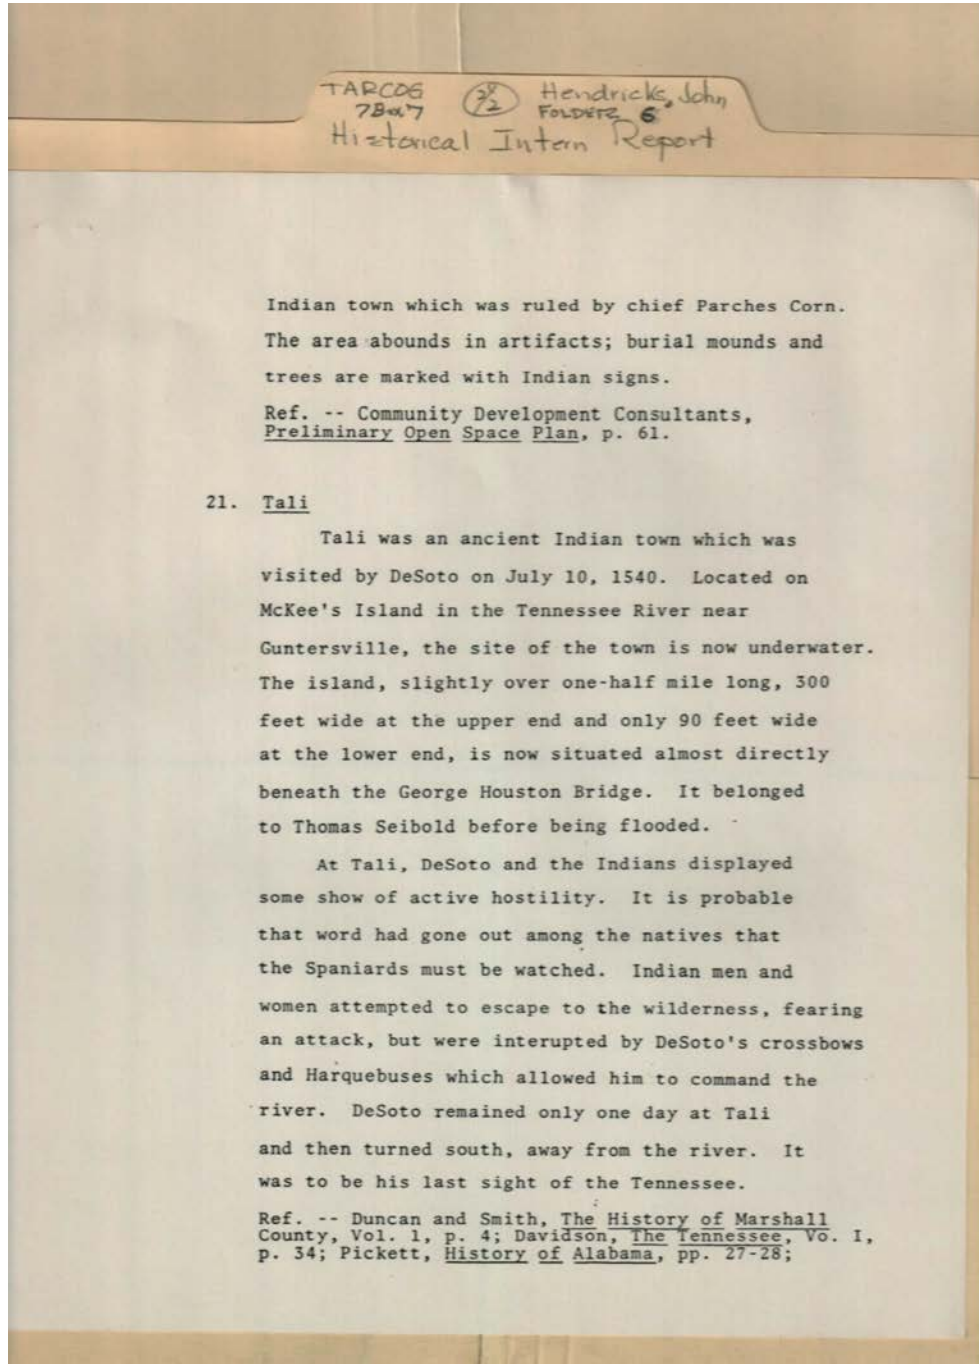 TARCOG Hendricks, John
FOLDER 6
Historical Intern Report
Indian town which was ruled by chief Parches Corn.
The area abounds in artifacts; burial mounds and
trees are marked with Indian signs.
Ref. -- Community Development Consultants,
Preliminary Open Space Plan, p. 61.
21. Tali
Tali was an ancient Indian town which was
visited by DeSoto on July 10, 1540. Located on
McKee's Island in the Tennessee River near
Guntersville, the site of the town is now underwater.
The island, slightly over one-half mile long, 300
feet wide at the upper end and only 90 feet wide
at the lower end, is now situated almost directly
beneath the George Houston Bridge. It belonged
to Thomas Seibold before being flooded.
At Tali, DeSoto and the Indians displayed
some show of active hostility. It is probable
that word had gone out among the natives that
the Spaniards must be watched. Indian men and
women attempted to escape to the wilderness, fearing
an attack, but were interupted by DeSoto's crossbows
and Harquebuses which allowed him to command the
river. DeSoto remained only one day at Tali
and then turned south, away from the river. It
was to be his last sight of the Tennessee.
Ref. -- Duncan and Smith, The History of Marshall
County, Vol. 1, p. 4; Davidson, The Tennessee, Vo. I,
p. 34; Pickett, History of Alabama, pp. 27-28;